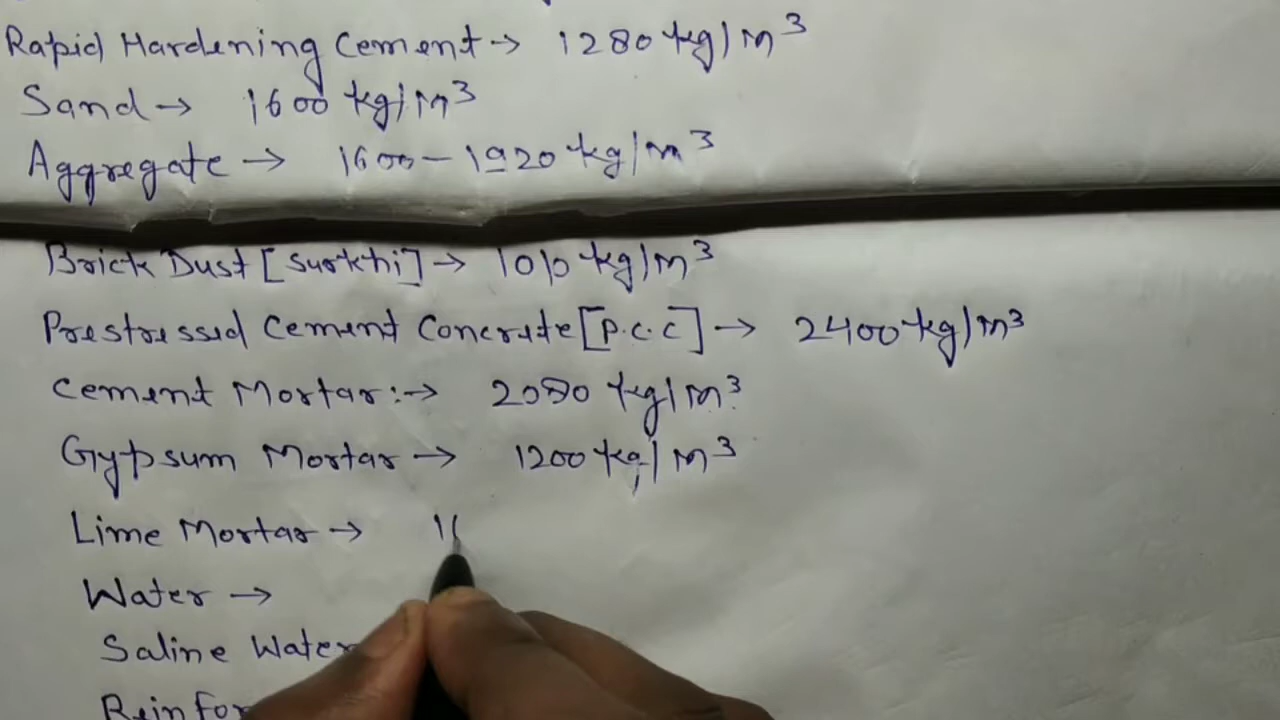 Rapid Hardening Cement → 1280 kg/m³
Sand → 1600 kg/m³
Aggregate → 1600 - 1920 kg/m³
Brick Dust [Surkhi] → 1010 kg/m³
Prestressed Cement Concrete [P.C.C] → 2400 kg/m³
Cement Mortar :→ 2080 kg/m³
Gypsum Mortar → 1200 kg/m³
Lime Mortar → 1
Water →
Saline Water
Reinfor